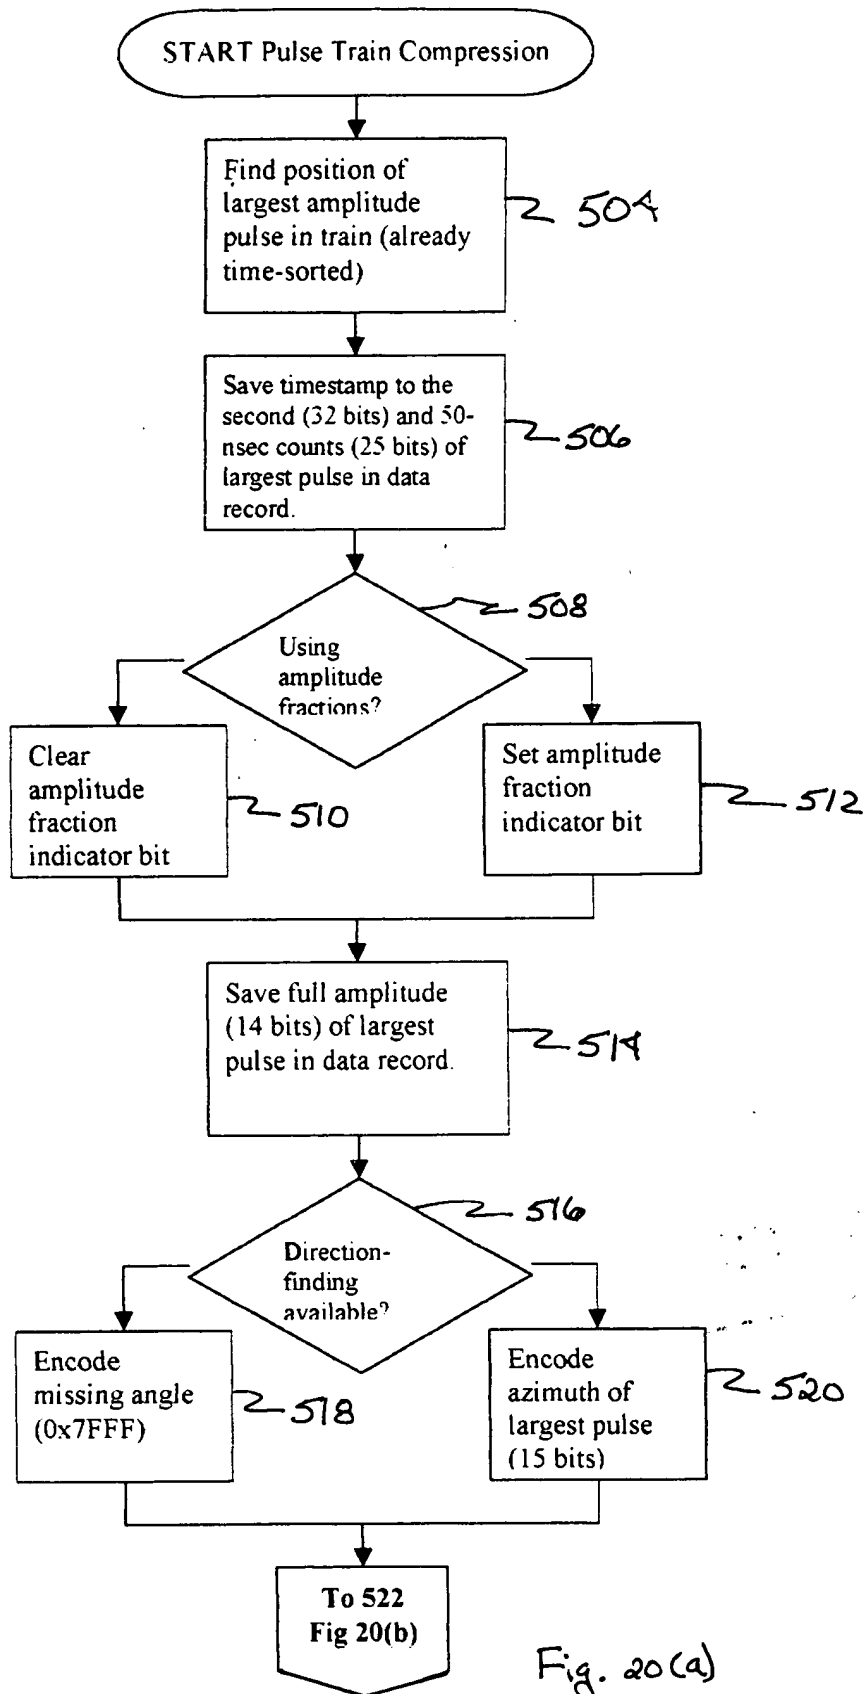 START Pulse Train Compression
Find position of
largest amplitude
pulse in train (already
time-sorted)
504
Save timestamp to the
second (32 bits) and 50-
nsec counts (25 bits) of
largest pulse in data
record.
506
508
Using
amplitude
fractions?
Clear
amplitude
fraction
indicator bit
510
Set amplitude
fraction
indicator bit
512
Save full amplitude
(14 bits) of largest
pulse in data record.
514
516
Direction-
finding
available?
Encode
missing angle
(0x7FFF)
518
Encode
azimuth of
largest pulse
(15 bits)
520
To 522
Fig 20(b)
Fig. 20(a)